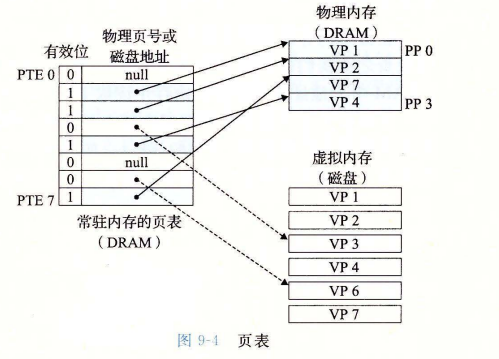 物理页号或
磁盘地址
有效位
PTE 0
0
null
1
1
0
1
0
null
0
PTE 7
1
常驻内存的页表
（DRAM）
物理内存
（DRAM）
VP 1
PP 0
VP 2
VP 7
VP 4
PP 3
虚拟内存
（磁盘）
VP 1
VP 2
VP 3
VP 4
VP 6
VP 7
图 9-4 页表